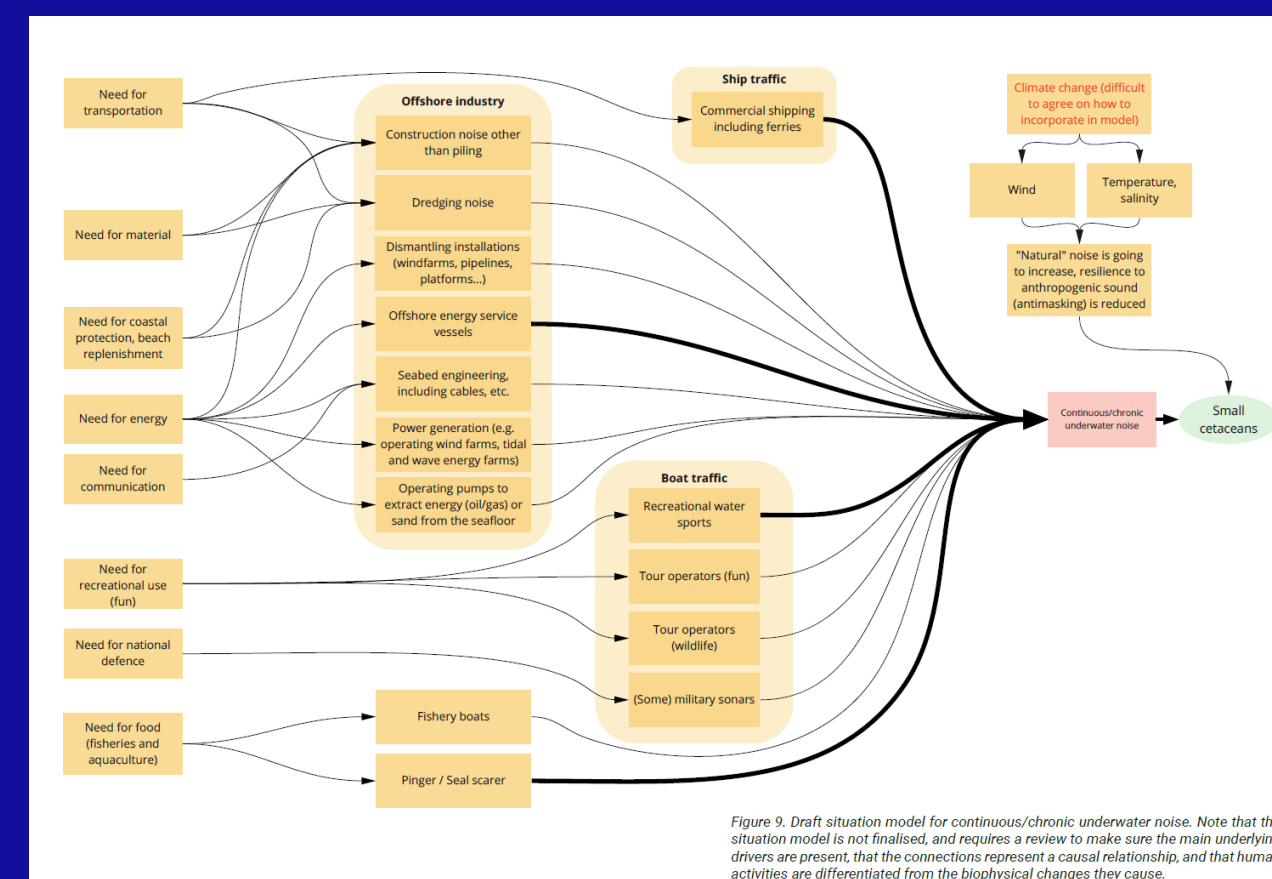 Need for
transportation
Need for material
Need for coastal
protection, beach
replenishment
Need for energy
Need for
communication
Need for
recreational use
(fun)
Need for national
defence
Need for food
(fisheries and
aquaculture)
Offshore industry
Construction noise other
than piling
Dredging noise
Dismantling installations
(windfarms, pipelines,
platforms...)
Offshore energy service
vessels
Seabed engineering,
including cables, etc.
Power generation (e.g.
operating wind farms, tidal
and wave energy farms)
Operating pumps to
extract energy (oil/gas) or
sand from the seafloor
Fishery boats
Pinger / Seal scarer
Ship traffic
Commercial shipping
including ferries
Boat traffic
Recreational water
sports
Tour operators (fun)
Tour operators
(wildlife)
(Some) military sonars
Climate change (difficult
to agree on how to
incorporate in model)
Wind
Temperature,
salinity
"Natural" noise is going
to increase, resilience to
anthropogenic sound
(antimasking) is reduced
Continuous/chronic
underwater noise
Small
cetaceans
Figure 9. Draft situation model for continuous/chronic underwater noise. Note that
situation model is not finalised, and requires a review to make sure the main
drivers are present, that the connections represent a causal relationship, and that
activities are differentiated from the biophysical changes they cause.